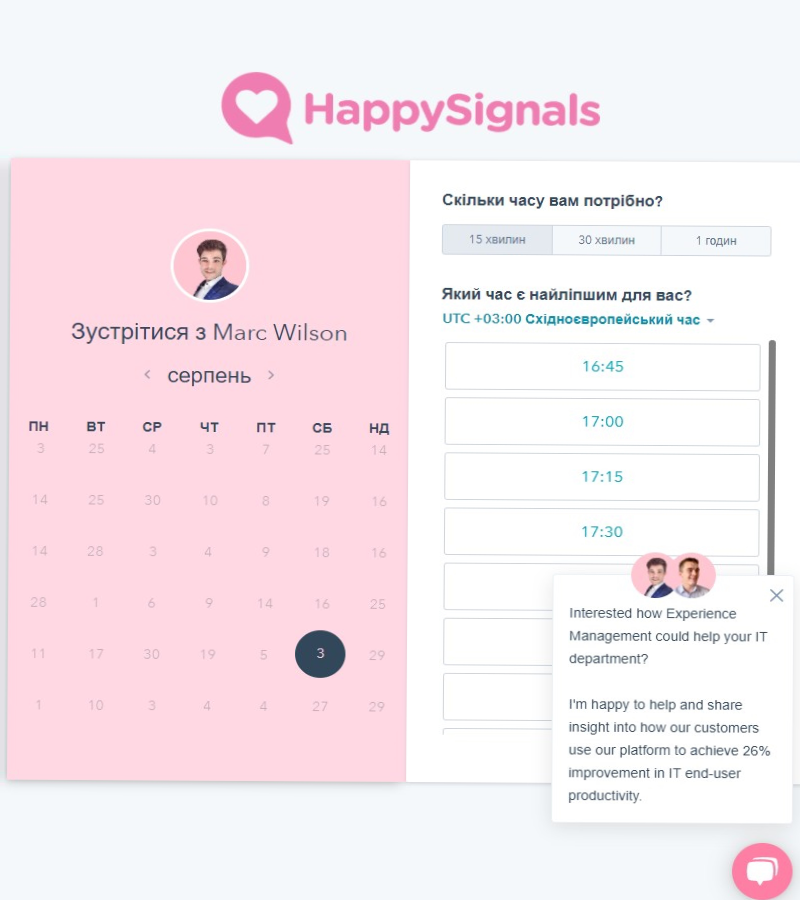 HappySignals
Зустрітися з Marc Wilson
серпень
ПН ВТ СР ЧТ ПТ СБ НД
3 25 4 3 7 25 14
14 25 30 10 8 19 16
14 28 3 4 9 18 16
28 1 6 9 14 16 25
11 17 30 19 5 3 29
1 10 3 4 4 27 29
Скільки часу вам потрібно?
15 хвилин 30 хвилин 1 годин
Який час є найліпшим для вас?
UTC +03:00 Східноєвропейський час
16:45
17:00
17:15
17:30
Interested how Experience
Management could help your IT
department?
I'm happy to help and share
insight into how our customers
use our platform to achieve 26%
improvement in IT end-user
productivity.